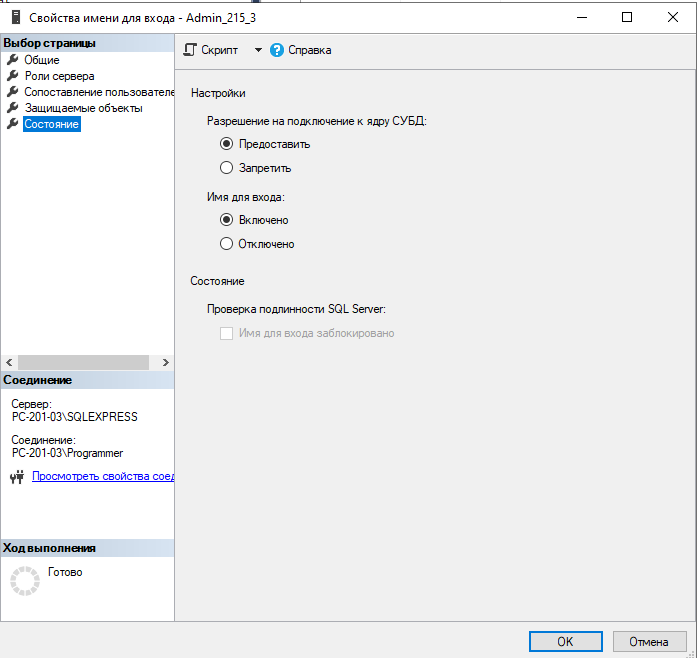 Свойства имени для входа - Admin_215_3
Выбор страницы
Общие
Роли сервера
Сопоставление пользователе
Защищаемые объекты
Состояние
Скрипт
Справка
Настройки
Разрешение на подключение к ядру СУБД:
Предоставить
Запретить
Имя для входа:
Включено
Отключено
Состояние
Проверка подлинности SQL Server:
Имя для входа заблокировано
Соединение
Сервер:
PC-201-03\SQLEXPRESS
Соединение:
PC-201-03\Programmer
Просмотреть свойства соед
Ход выполнения
Готово
OK
Отмена